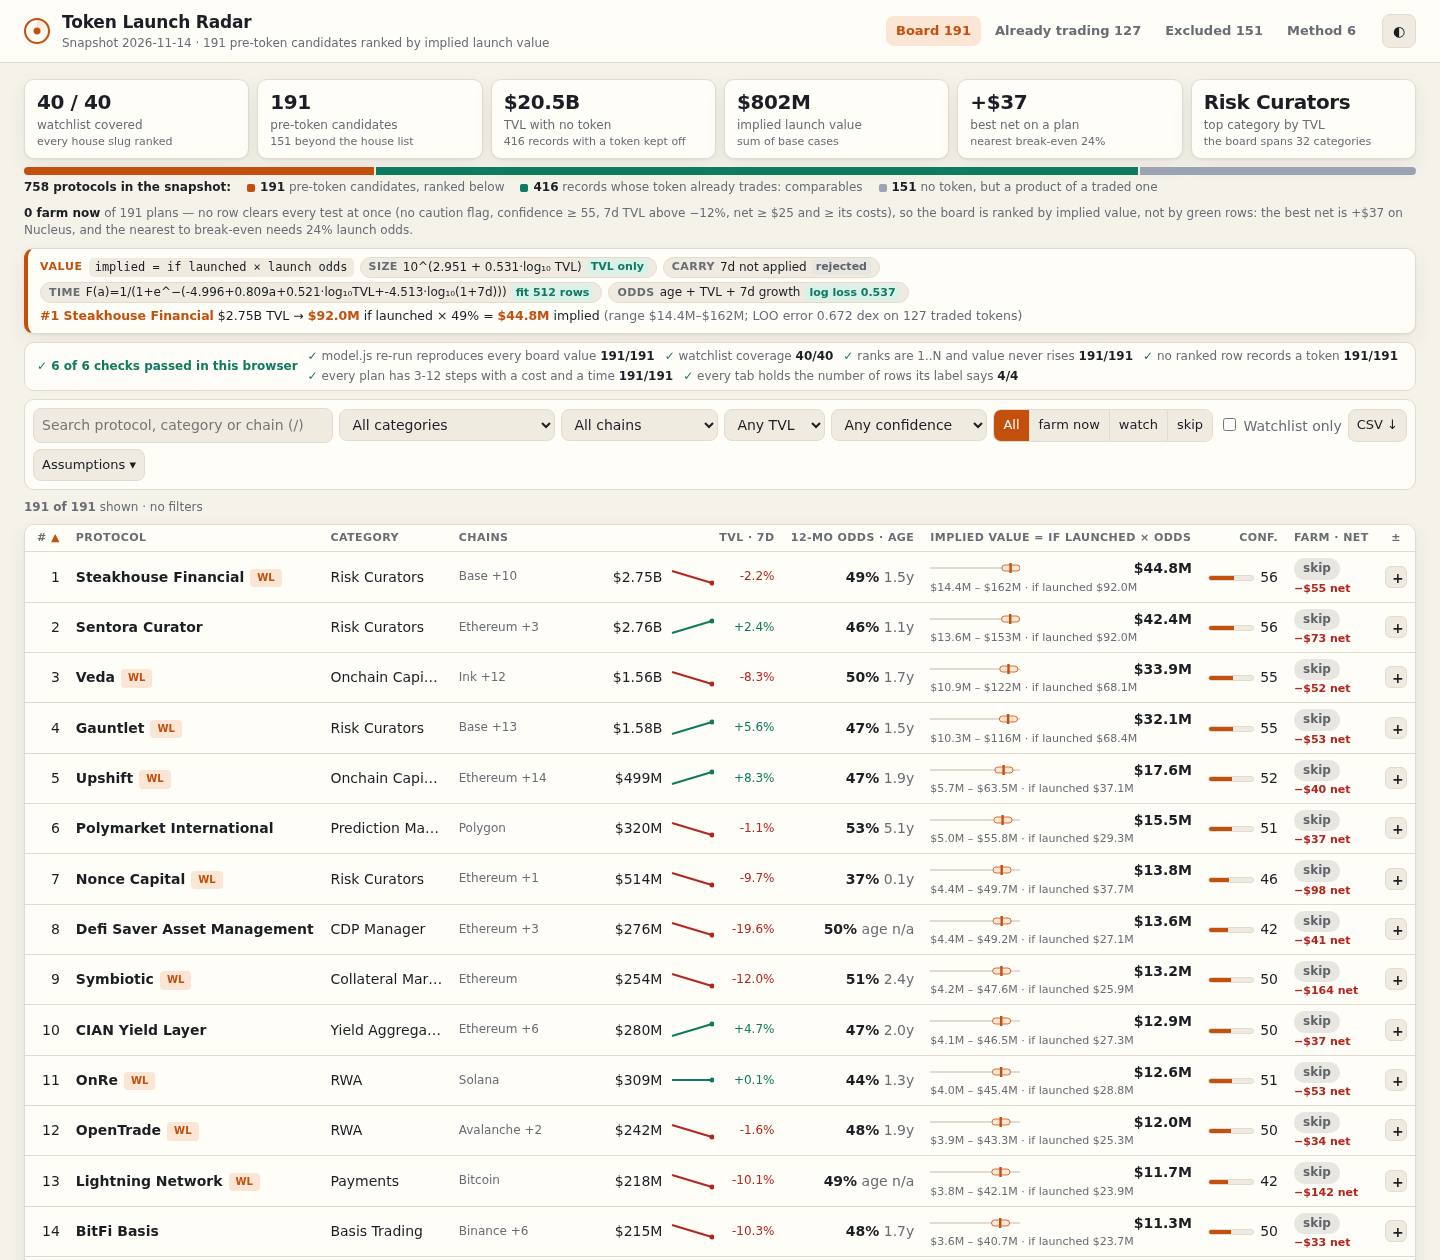 Token Launch Radar
Snapshot 2026-11-14 · 191 pre-token candidates ranked by implied launch value
Board 191 Already trading 127 Excluded 151 Method 6 ◐
40 / 40
watchlist covered
every house slug ranked
191
pre-token candidates
151 beyond the house list
$20.5B
TVL with no token
416 records with a token kept off
$802M
implied launch value
sum of base cases
+$37
best net on a plan
nearest break-even 24%
Risk Curators
top category by TVL
the board spans 32 categories
758 protocols in the snapshot: 191 pre-token candidates, ranked below 416 records whose token already trades: comparables 151 no token, but a product of a traded one
0 farm now of 191 plans — no row clears every test at once (no caution flag, confidence ≥ 55, 7d TVL above −12%, net ≥ $25 and ≥ its costs), so the board is ranked by implied value, not by green rows: the best net is +$37 on
Nucleus, and the nearest to break-even needs 24% launch odds.
VALUE implied = if launched × launch odds SIZE 10^(2.951 + 0.531·log₁₀ TVL) TVL only CARRY 7d not applied rejected
TIME F(a)=1/(1+e^−(-4.996+0.809a+0.521·log₁₀TVL+-4.513·log₁₀(1+7d))) fit 512 rows ODDS age + TVL + 7d growth log loss 0.537
#1 Steakhouse Financial $2.75B TVL → $92.0M if launched × 49% = $44.8M implied (range $14.4M–$162M; LOO error 0.672 dex on 127 traded tokens)
✓ 6 of 6 checks passed in this browser ✓ model.js re-run reproduces every board value 191/191 ✓ watchlist coverage 40/40 ✓ ranks are 1..N and value never rises 191/191 ✓ no ranked row records a token 191/191
✓ every plan has 3-12 steps with a cost and a time 191/191 ✓ every tab holds the number of rows its label says 4/4
Search protocol, category or chain (/) All categories All chains Any TVL Any confidence All farm now watch skip Watchlist only CSV ↓
Assumptions ▾
191 of 191 shown · no filters
# ▲ PROTOCOL CATEGORY CHAINS TVL · 7D 12-MO ODDS · AGE IMPLIED VALUE = IF LAUNCHED × ODDS CONF. FARM · NET ±
1 Steakhouse Financial WL Risk Curators Base +10 $2.75B -2.2% 49% 1.5y $44.8M 56 skip +
$14.4M – $162M · if launched $92.0M −$55 net
2 Sentora Curator Risk Curators Ethereum +3 $2.76B +2.4% 46% 1.1y $42.4M 56 skip +
$13.6M – $153M · if launched $92.0M −$73 net
3 Veda WL Onchain Capi… Ink +12 $1.56B -8.3% 50% 1.7y $33.9M 55 skip +
$10.9M – $122M · if launched $68.1M −$52 net
4 Gauntlet WL Risk Curators Base +13 $1.58B +5.6% 47% 1.5y $32.1M 55 skip +
$10.3M – $116M · if launched $68.4M −$53 net
5 Upshift WL Onchain Capi… Ethereum +14 $499M +8.3% 47% 1.9y $17.6M 52 skip +
$5.7M – $63.5M · if launched $37.1M −$40 net
6 Polymarket International Prediction Ma… Polygon $320M -1.1% 53% 5.1y $15.5M 51 skip +
$5.0M – $55.8M · if launched $29.3M −$37 net
7 Nonce Capital WL Risk Curators Ethereum +1 $514M -9.7% 37% 0.1y $13.8M 46 skip +
$4.4M – $49.7M · if launched $37.7M −$98 net
8 Defi Saver Asset Management CDP Manager Ethereum +3 $276M -19.6% 50% age n/a $13.6M 42 skip +
$4.4M – $49.2M · if launched $27.1M −$41 net
9 Symbiotic WL Collateral Mar… Ethereum $254M -12.0% 51% 2.4y $13.2M 50 skip +
$4.2M – $47.6M · if launched $25.9M −$164 net
10 CIAN Yield Layer Yield Aggrega… Ethereum +6 $280M +4.7% 47% 2.0y $12.9M 50 skip +
$4.1M – $46.5M · if launched $27.3M −$37 net
11 OnRe WL RWA Solana $309M +0.1% 44% 1.3y $12.6M 51 skip +
$4.0M – $45.4M · if launched $28.8M −$53 net
12 OpenTrade WL RWA Avalanche +2 $242M -1.6% 48% 1.9y $12.0M 50 skip +
$3.9M – $43.3M · if launched $25.3M −$34 net
13 Lightning Network WL Payments Bitcoin $218M -10.1% 49% age n/a $11.7M 42 skip +
$3.8M – $42.1M · if launched $23.9M −$142 net
14 BitFi Basis Basis Trading Binance +6 $215M -10.3% 48% 1.7y $11.3M 50 skip +
$3.6M – $40.7M · if launched $23.7M −$33 net